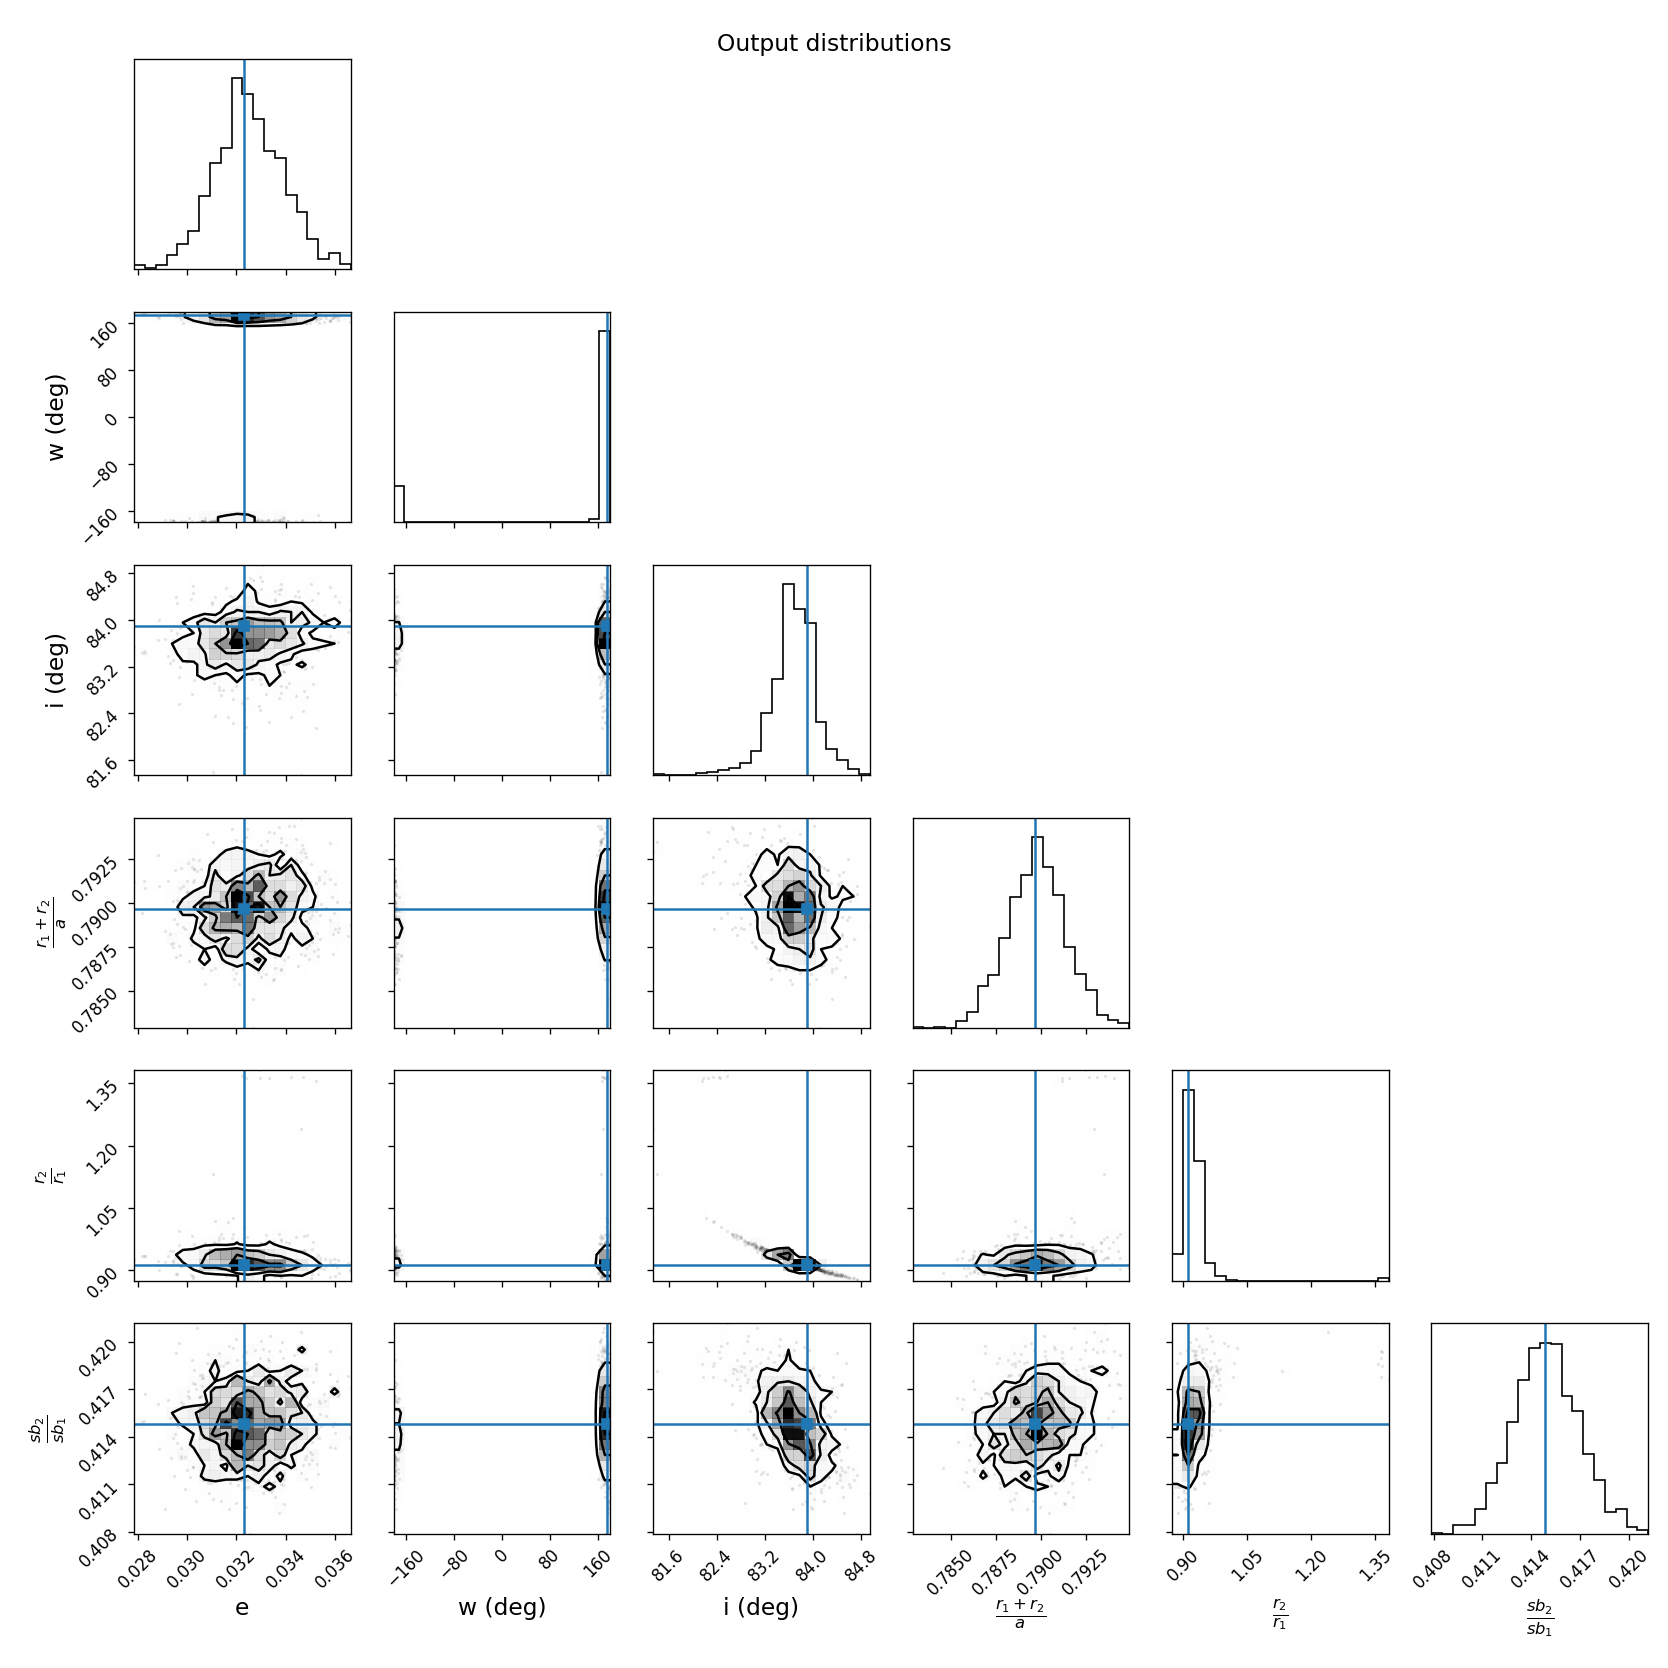 Output distributions
w (deg)
160
80
0
−80
−160
i (deg)
84.8
84.0
83.2
82.4
81.6
r₁ + r₂
a
0.7925
0.7900
0.7875
0.7850
r₂
r₁
1.35
1.20
1.05
0.90
sb₂
sb₁
0.420
0.417
0.414
0.411
0.408
0.028 0.030 0.032 0.034 0.036
−160 −80 0 80 160
81.6 82.4 83.2 84.0 84.8
0.7850 0.7875 0.7900 0.7925
0.90 1.05 1.20 1.35
0.408 0.411 0.414 0.417 0.420
e
w (deg)
i (deg)
r₁ + r₂
a
r₂
r₁
sb₂
sb₁